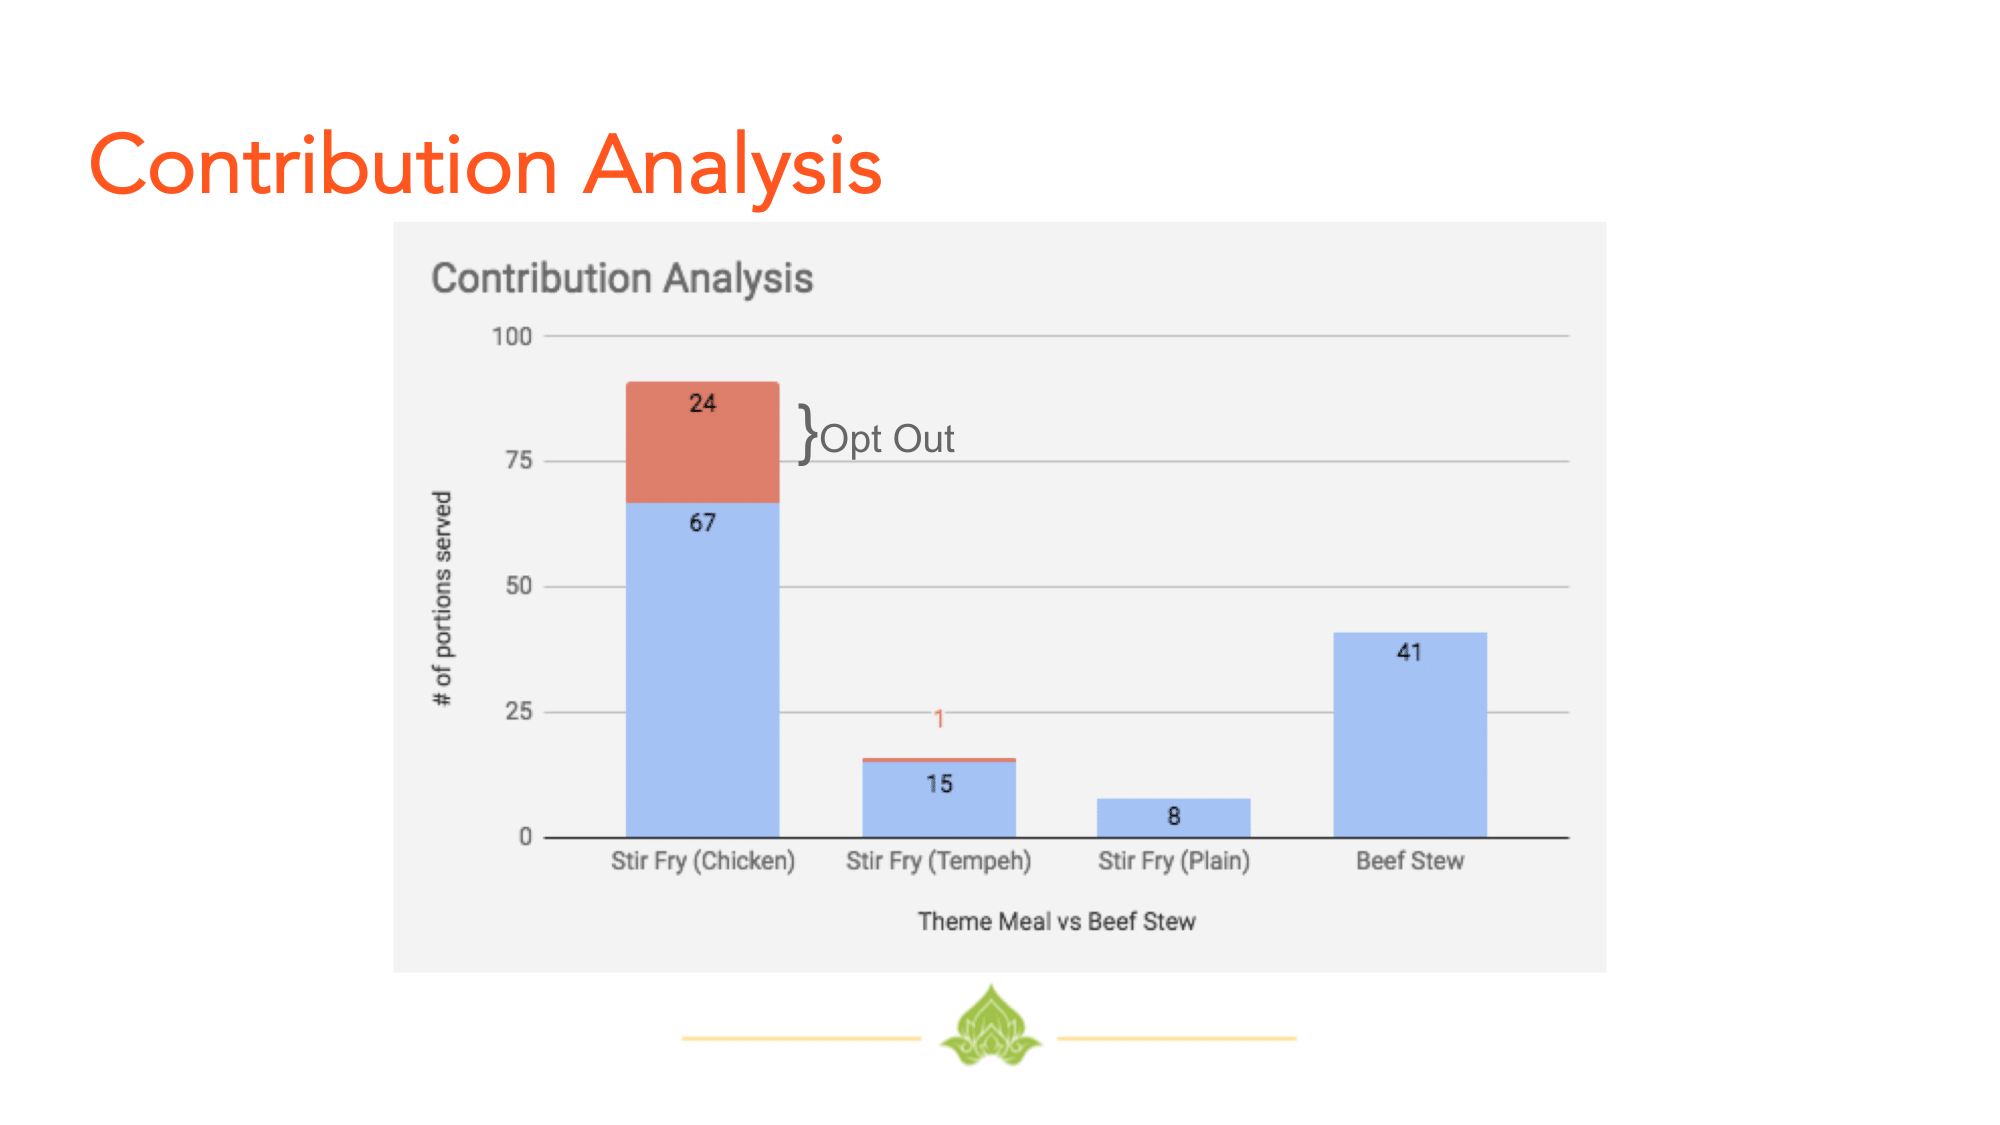 Contribution Analysis
Contribution Analysis
100
24
}Opt Out
75
67
50
41
25
1
15
8
0
# of portions served
Stir Fry (Chicken) Stir Fry (Tempeh) Stir Fry (Plain) Beef Stew
Theme Meal vs Beef Stew